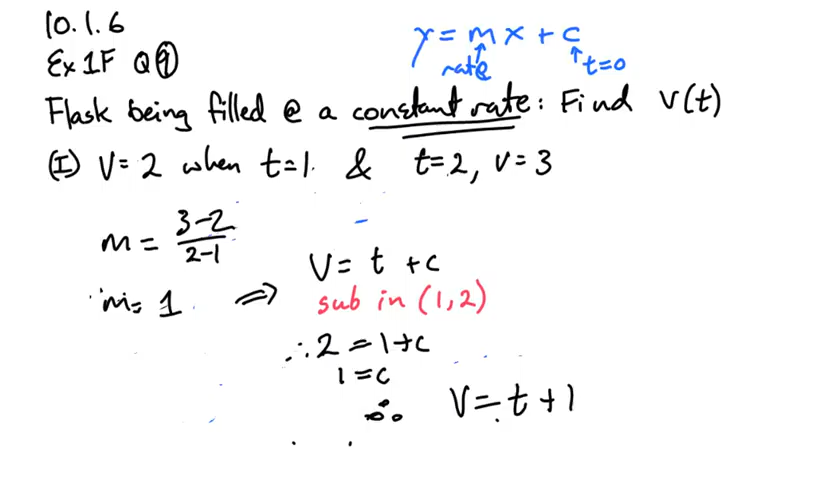 10.1.6
Ex 1F Q9
y = mx + c
rate
t=0
Flask being filled @ a constant rate: Find V(t)
(I) V=2 when t=1 & t=2, V=3
m = 3-2
2-1
m= 1 ⇒ V= t +c
sub in (1,2)
∴ 2 = 1+c
1 = c
∴ V= t +1